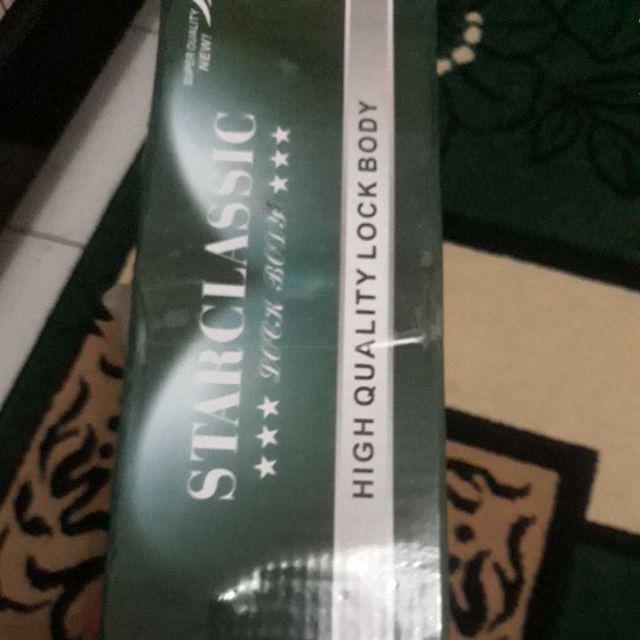 SUPER QUALITY
NEW!
STARCLASSIC
LOCK BODY
HIGH QUALITY LOCK BODY